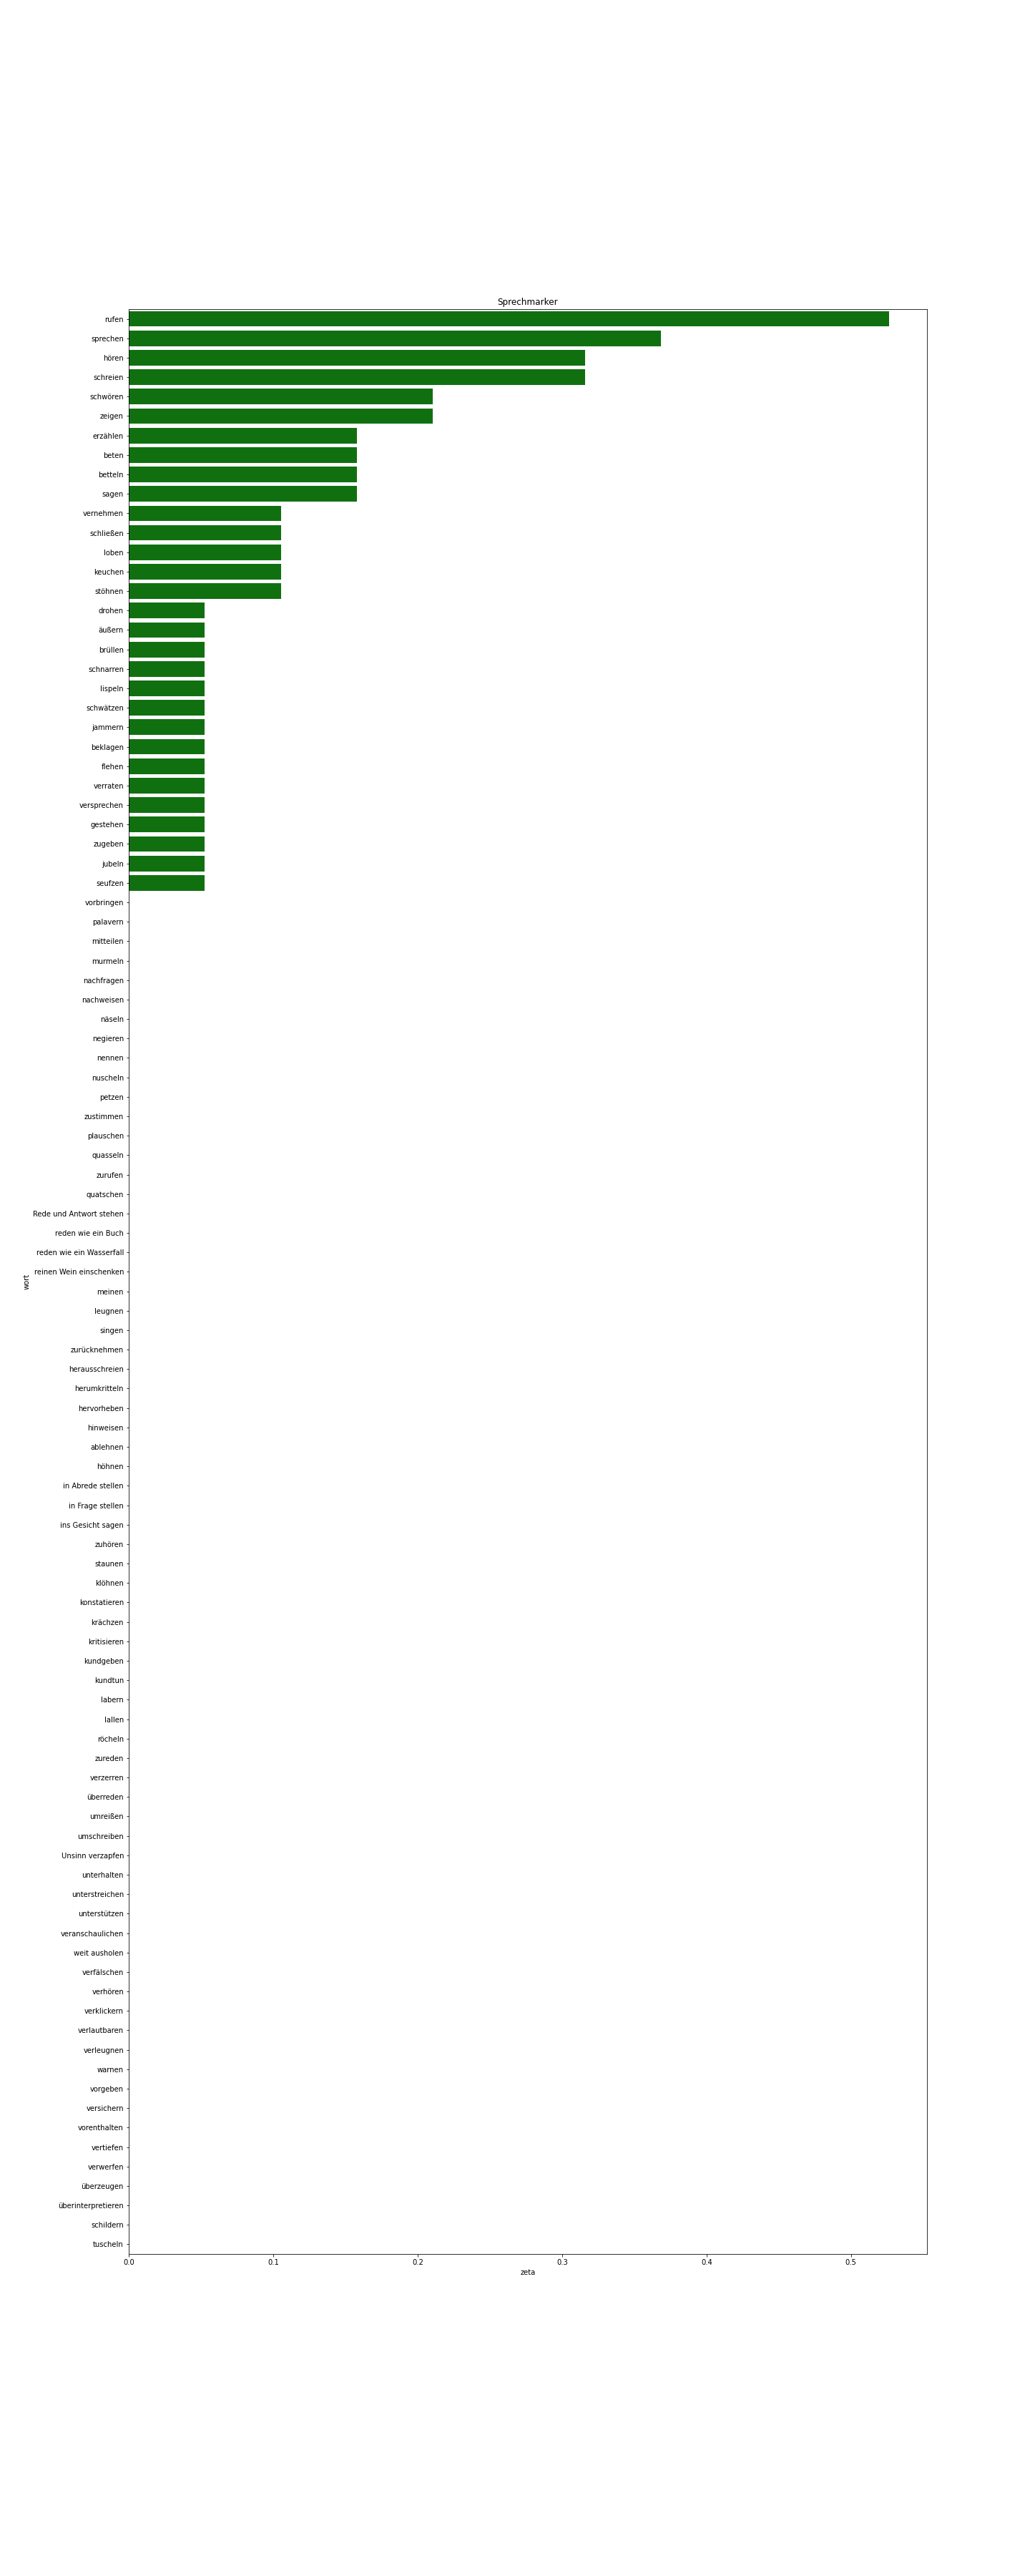 Sprechmarker
rufen
sprechen
hören
schreien
schwören
zeigen
erzählen
beten
betteln
sagen
vernehmen
schließen
loben
keuchen
stöhnen
drohen
äußern
brüllen
schnarren
lispeln
schwätzen
jammern
beklagen
flehen
verraten
versprechen
gestehen
zugeben
jubeln
seufzen
vorbringen
palavern
mitteilen
murmeln
nachfragen
nachweisen
näseln
negieren
nennen
nuscheln
petzen
zustimmen
plauschen
quasseln
zurufen
quatschen
Rede und Antwort stehen
reden wie ein Buch
reden wie ein Wasserfall
reinen Wein einschenken
wort
meinen
leugnen
singen
zurücknehmen
herausschreien
herumkritteln
hervorheben
hinweisen
ablehnen
höhnen
in Abrede stellen
in Frage stellen
ins Gesicht sagen
zuhören
staunen
klöhnen
konstatieren
krächzen
kritisieren
kundgeben
kundtun
labern
lallen
röcheln
zureden
verzerren
überreden
umreißen
umschreiben
Unsinn verzapfen
unterhalten
unterstreichen
unterstützen
veranschaulichen
weit ausholen
verfälschen
verhören
verklickern
verlautbaren
verleugnen
warnen
vorgeben
versichern
vorenthalten
vertiefen
verwerfen
überzeugen
überinterpretieren
schildern
tuscheln
0.0 0.1 0.2 0.3 0.4 0.5
zeta